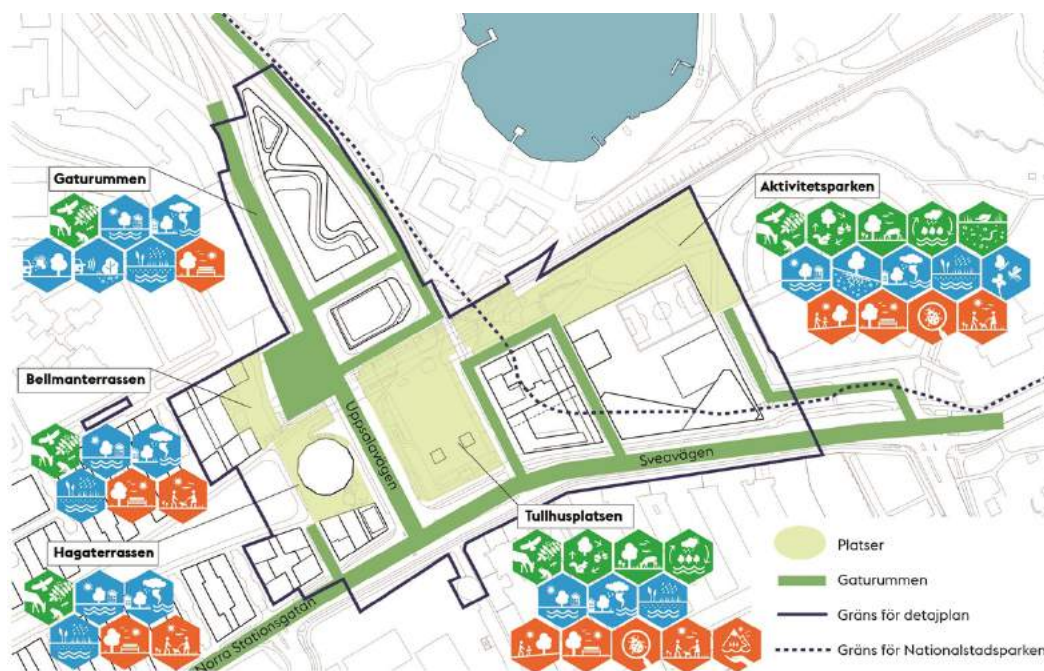 Gaturummen
Aktivitetsparken
Bellmanterrassen
Uppsalavägen
Sveavägen
Hagaterrassen
Tullhusplatsen
Norra Stationsgatan
Platser
Gaturummen
Gräns för detajplan
Gräns för Nationalstadsparken